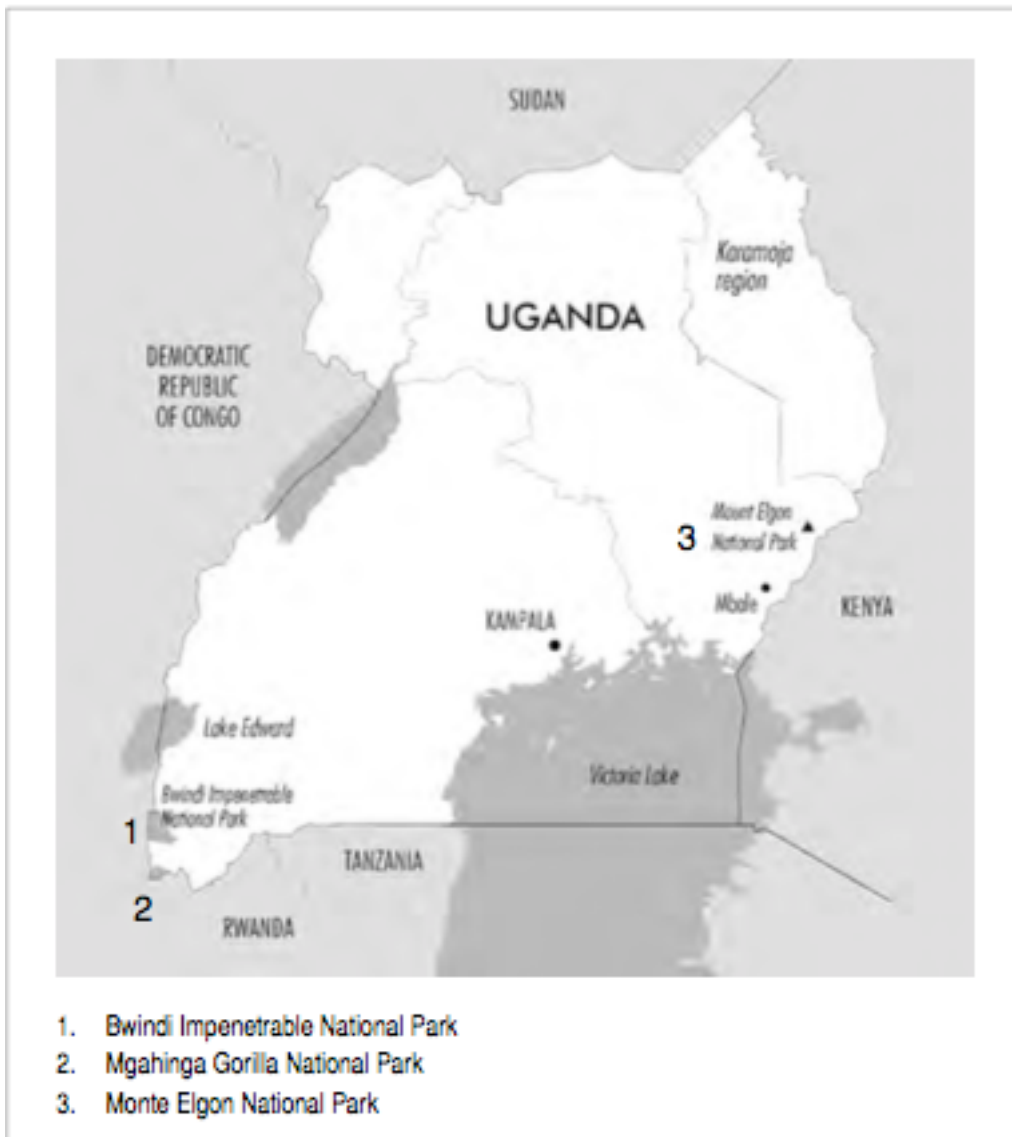 SUDAN
Karamoja
region
UGANDA
DEMOCRATIC
REPUBLIC
OF CONGO
Mount Elgon
3
National Park
Mbale
KENYA
KAMPALA
Lake Edward
Victoria Lake
Bwindi Impenetrable
National Park
1
TANZANIA
2
RWANDA
1. Bwindi Impenetrable National Park
2. Mgahinga Gorilla National Park
3. Monte Elgon National Park